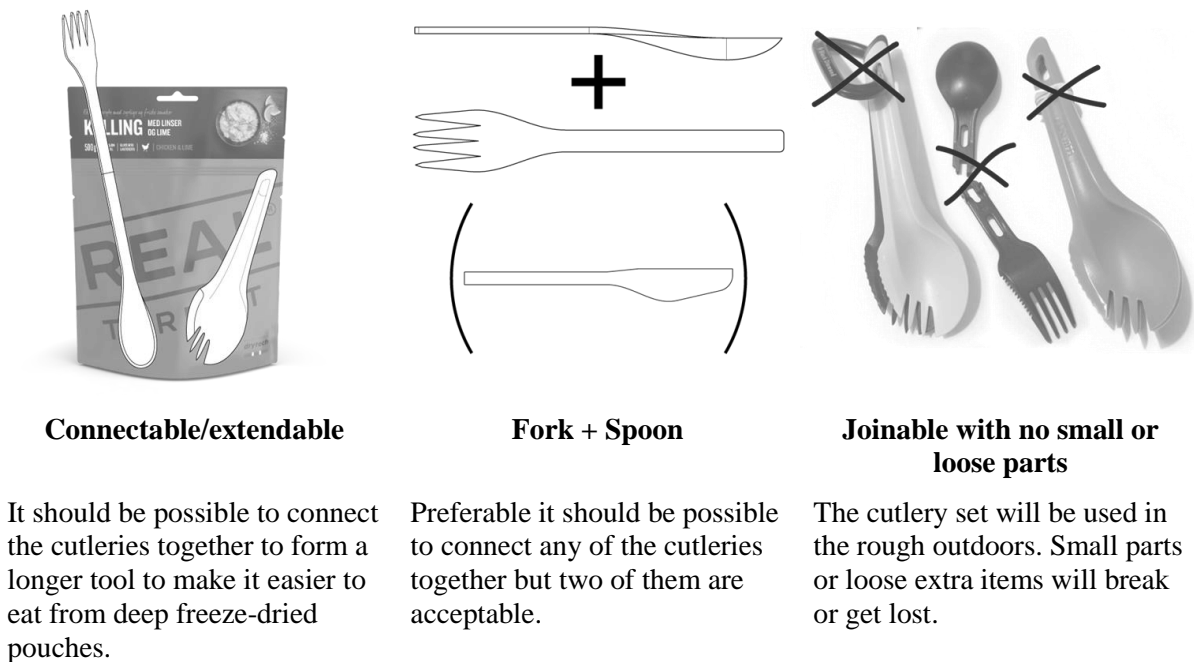 KYLLING MED LINSER
OG LIME
500g
CHICKEN & LIME
REAL
Connectable/extendable
It should be possible to connect
the cutleries together to form a
longer tool to make it easier to
eat from deep freeze-dried
pouches.
Fork + Spoon
Preferable it should be possible
to connect any of the cutleries
together but two of them are
acceptable.
Joinable with no small or
loose parts
The cutlery set will be used in
the rough outdoors. Small parts
or loose extra items will break
or get lost.